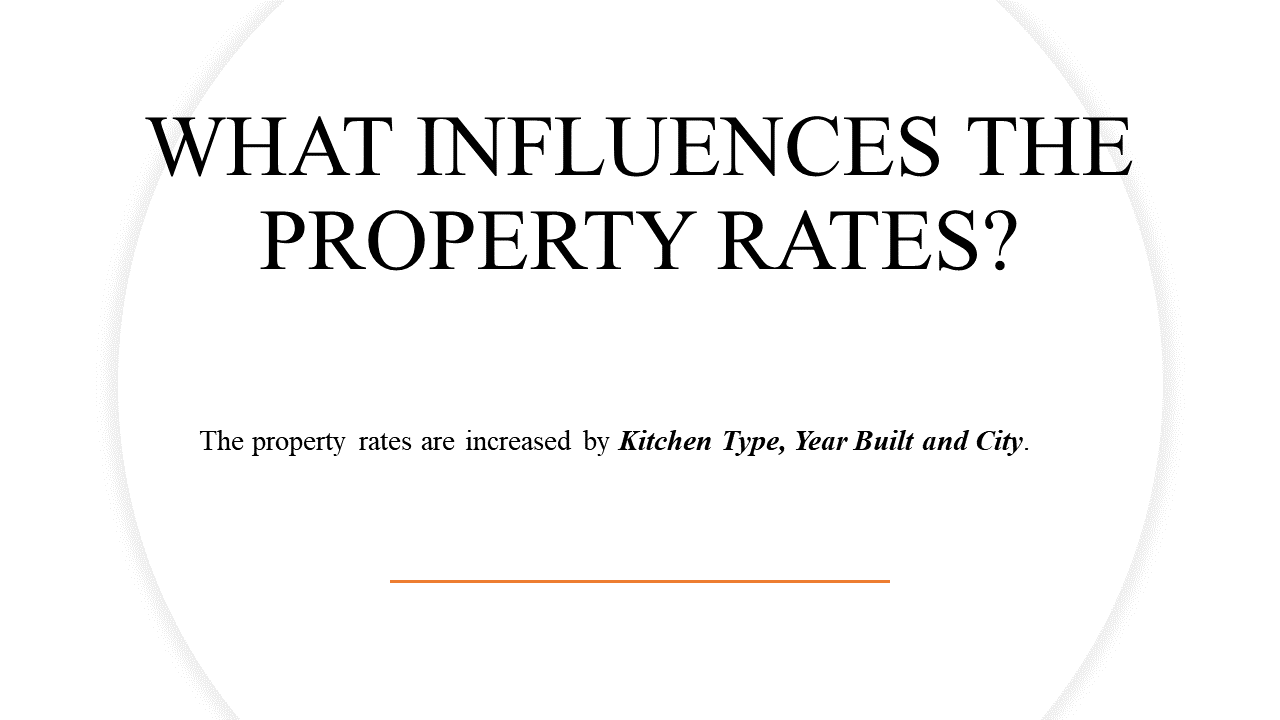 WHAT INFLUENCES THE
PROPERTY RATES?
The property rates are increased by Kitchen Type, Year Built and City.